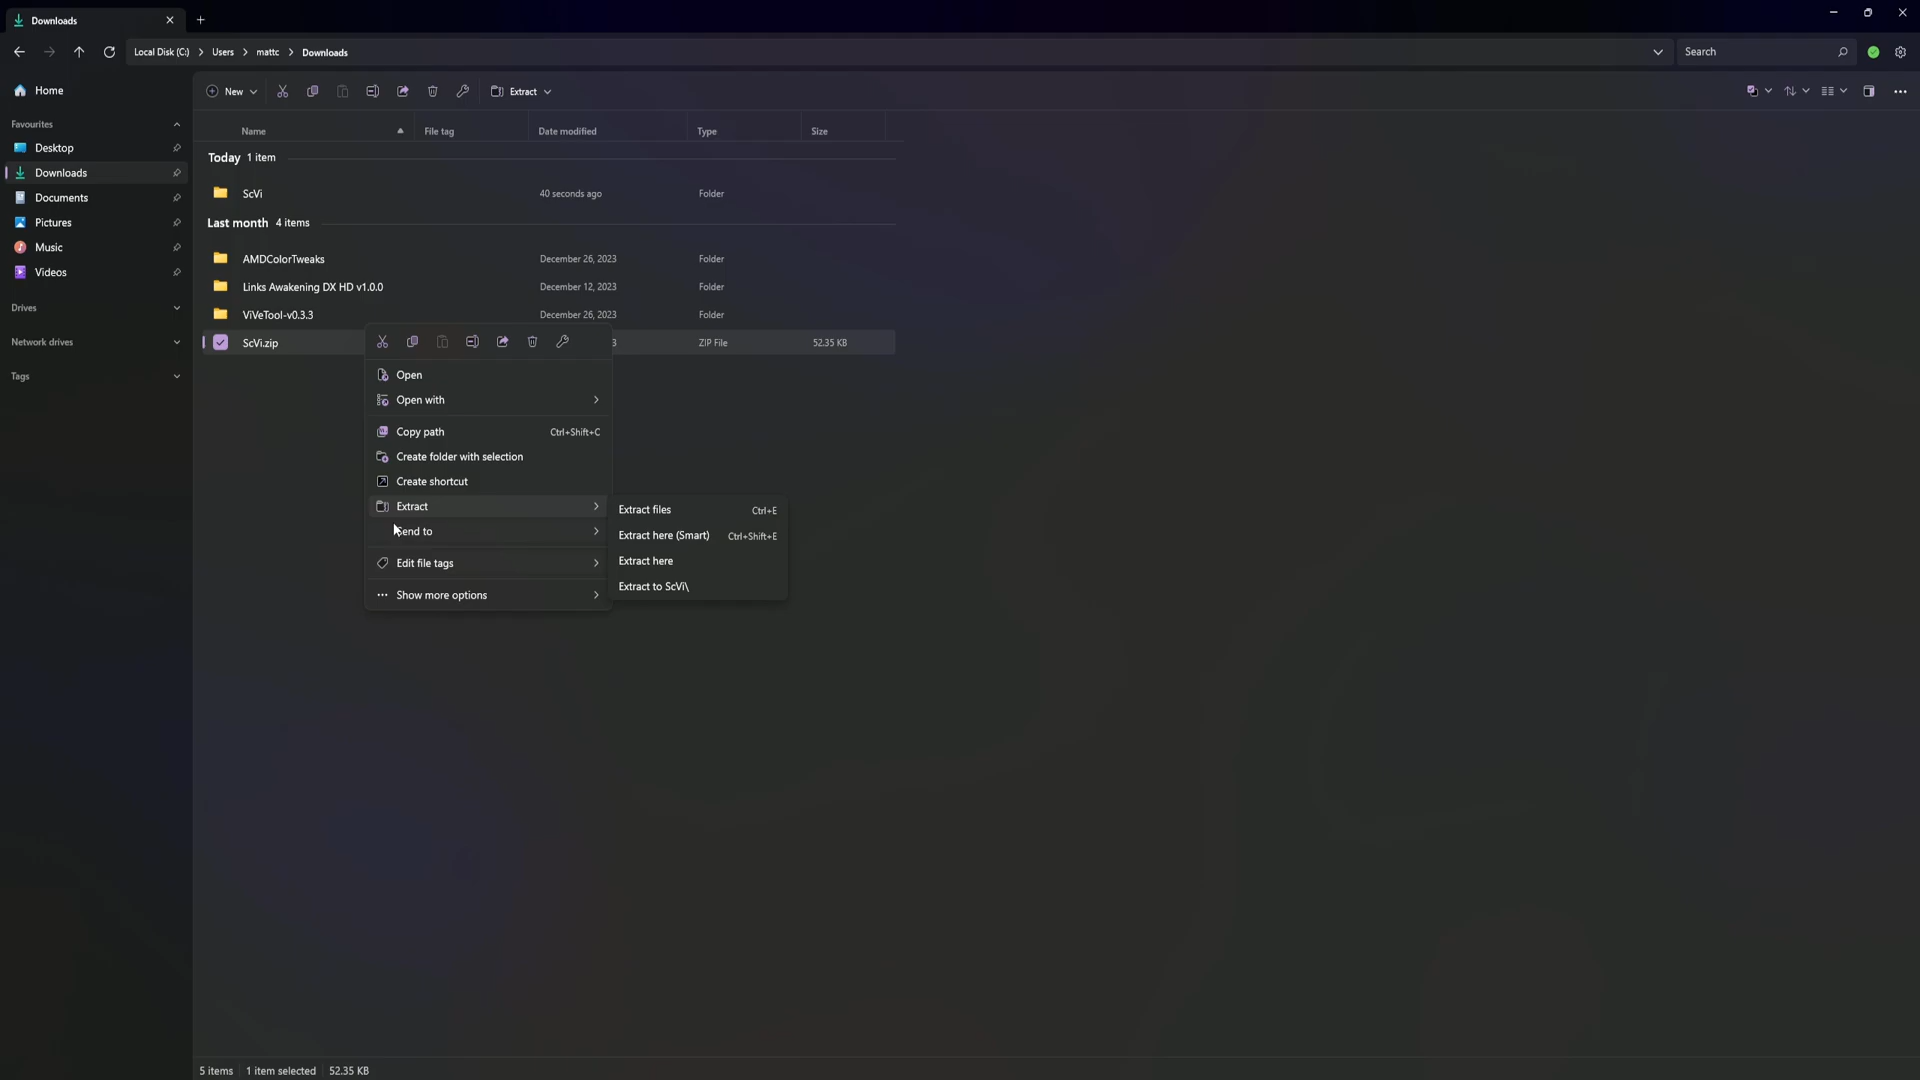 Downloads
Local Disk (C:) > Users > mattc > Downloads
Search
Home
Favourites
Desktop
Downloads
Documents
Pictures
Music
Videos
Drives
Network drives
Tags
New
Extract
Name File tag Date modified Type Size
Today 1 item
ScVi 40 seconds ago Folder
Last month 4 items
AMDColorTweaks December 26, 2023 Folder
Links Awakening DX HD v1.0.0 December 12, 2023 Folder
ViVeTool-v0.3.3 December 26, 2023 Folder
ScVi.zip 3 ZIP File 52.35 KB
Open
Open with
Copy path Ctrl+Shift+C
Create folder with selection
Create shortcut
Extract
Send to
Edit file tags
Show more options
Extract files Ctrl+E
Extract here (Smart) Ctrl+Shift+E
Extract here
Extract to ScVi\
5 items 1 item selected 52.35 KB